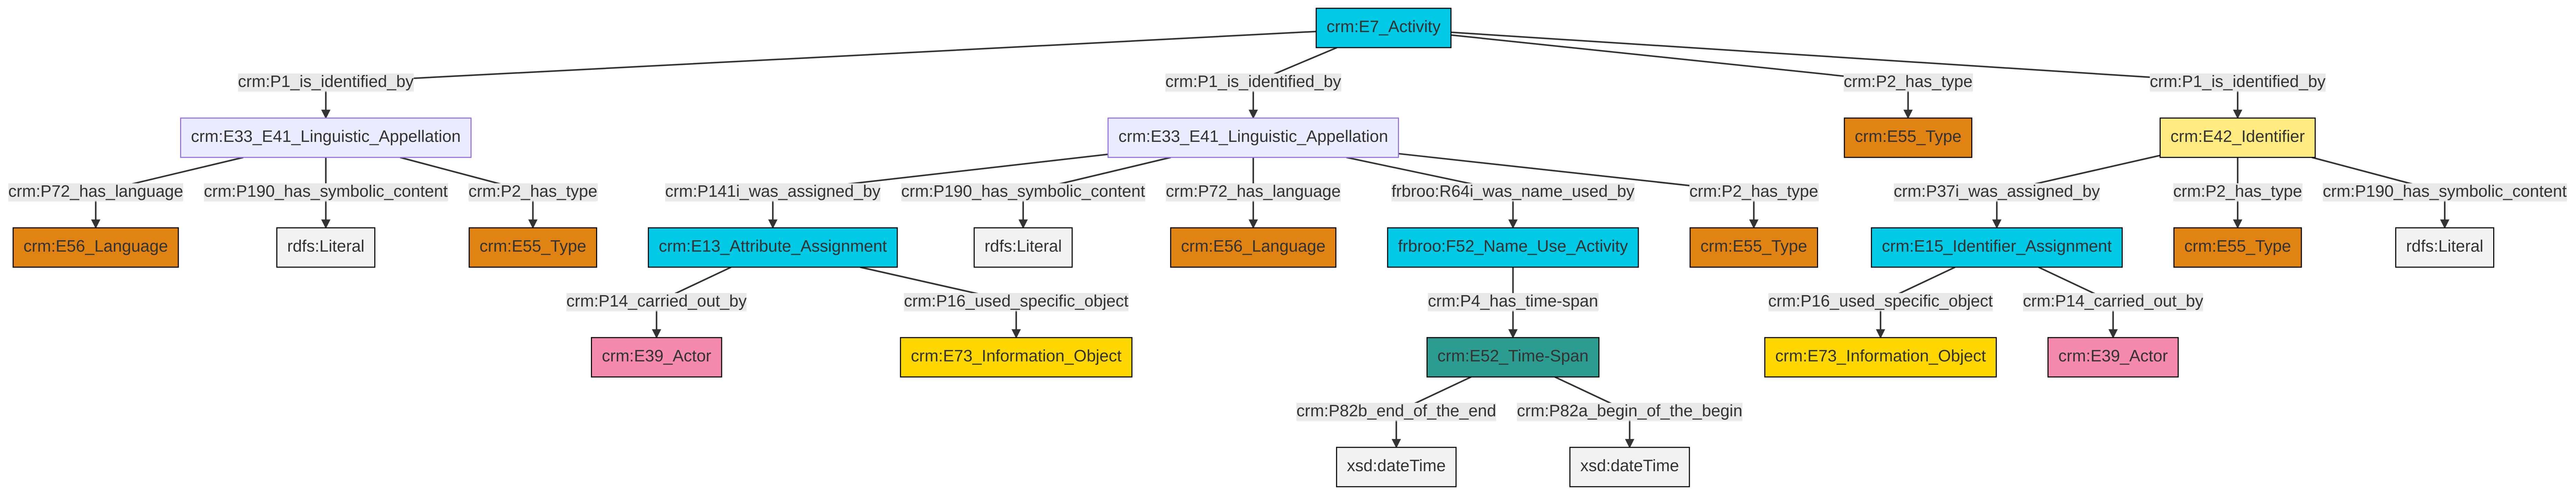 crm:E7_Activity
crm:P1_is_identified_by
crm:P1_is_identified_by
crm:P2_has_type
crm:P1_is_identified_by
crm:E33_E41_Linguistic_Appellation
crm:E33_E41_Linguistic_Appellation
crm:E55_Type
crm:E42_Identifier
crm:P72_has_language
crm:P190_has_symbolic_content
crm:P2_has_type
crm:P141i_was_assigned_by
crm:P190_has_symbolic_content
crm:P72_has_language
frbroo:R64i_was_name_used_by
crm:P2_has_type
crm:P37i_was_assigned_by
crm:P2_has_type
crm:P190_has_symbolic_content
crm:E56_Language
rdfs:Literal
crm:E55_Type
crm:E13_Attribute_Assignment
rdfs:Literal
crm:E56_Language
frbroo:F52_Name_Use_Activity
crm:E55_Type
crm:E15_Identifier_Assignment
crm:E55_Type
rdfs:Literal
crm:P14_carried_out_by
crm:P16_used_specific_object
crm:P4_has_time-span
crm:P16_used_specific_object
crm:P14_carried_out_by
crm:E39_Actor
crm:E73_Information_Object
crm:E52_Time-Span
crm:E73_Information_Object
crm:E39_Actor
crm:P82b_end_of_the_end
crm:P82a_begin_of_the_begin
xsd:dateTime
xsd:dateTime